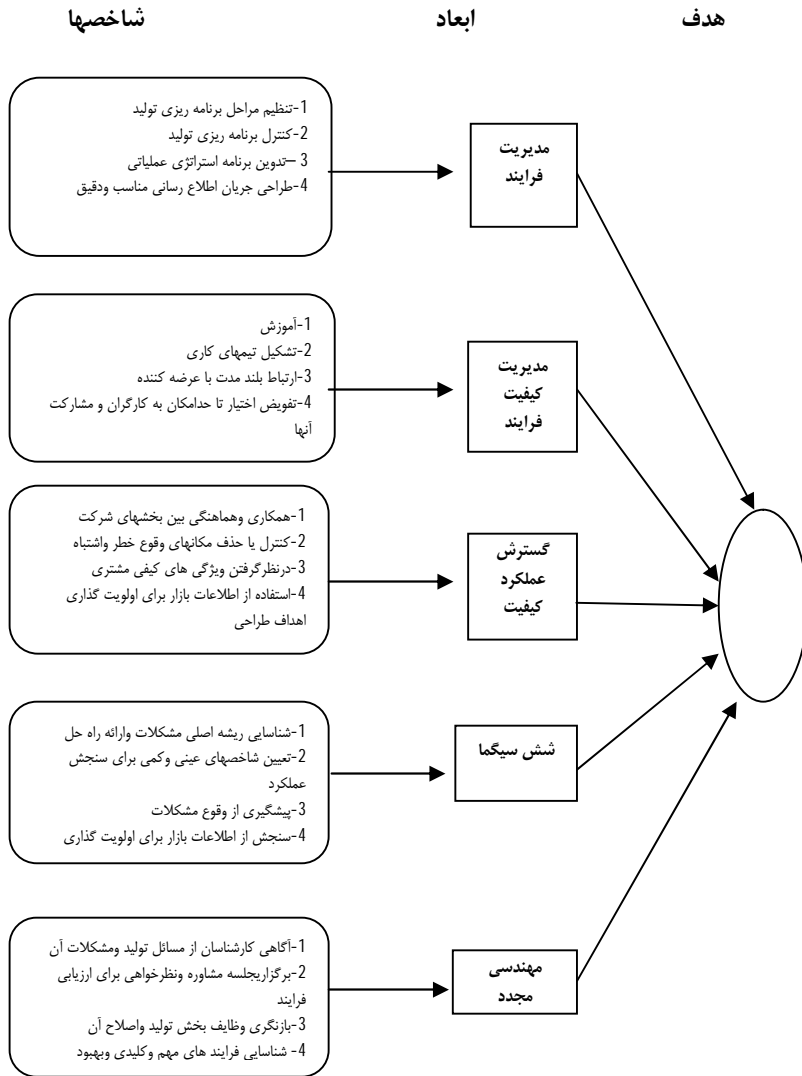 هدف
ابعاد
شاخصها
مدیریت
فرایند
1-تنظیم مراحل برنامه ریزی تولید
2-کنترل برنامه ریزی تولید
3 –تدوین برنامه استراتژی عملیاتی
4-طراحی جریان اطلاع رسانی مناسب ودقیق
مدیریت
کیفیت
فرایند
1-آموزش
2-تشکیل تیمهای کاری
3-ارتباط بلند مدت با عرضه کننده
4-تفویض اختیار تا حدامکان به کارگران و مشارکت
آنها
گسترش
عملکرد
کیفیت
1-همکاری وهماهنگی بین بخشهای شرکت
2-کنترل یا حذف مکانهای وقوع خطر واشتباه
3-درنظرگرفتن ویژگی های کیفی مشتری
4-استفاده از اطلاعات بازار برای اولویت گذاری
اهداف طراحی
شش سیگما
1-شناسایی ریشه اصلی مشکلات وارائه راه حل
2-تعیین شاخصهای عینی وکمی برای سنجش
عملکرد
3-پیشگیری از وقوع مشکلات
4-سنجش از اطلاعات بازار برای اولویت گذاری
مهندسی
مجدد
1-آگاهی کارشناسان از مسائل تولید ومشکلات آن
2-برگزاریجلسه مشاوره ونظرخواهی برای ارزیابی
فرایند
3-بازنگری وظایف بخش تولید واصلاح آن
4- شناسایی فرایند های مهم وکلیدی وبهبود